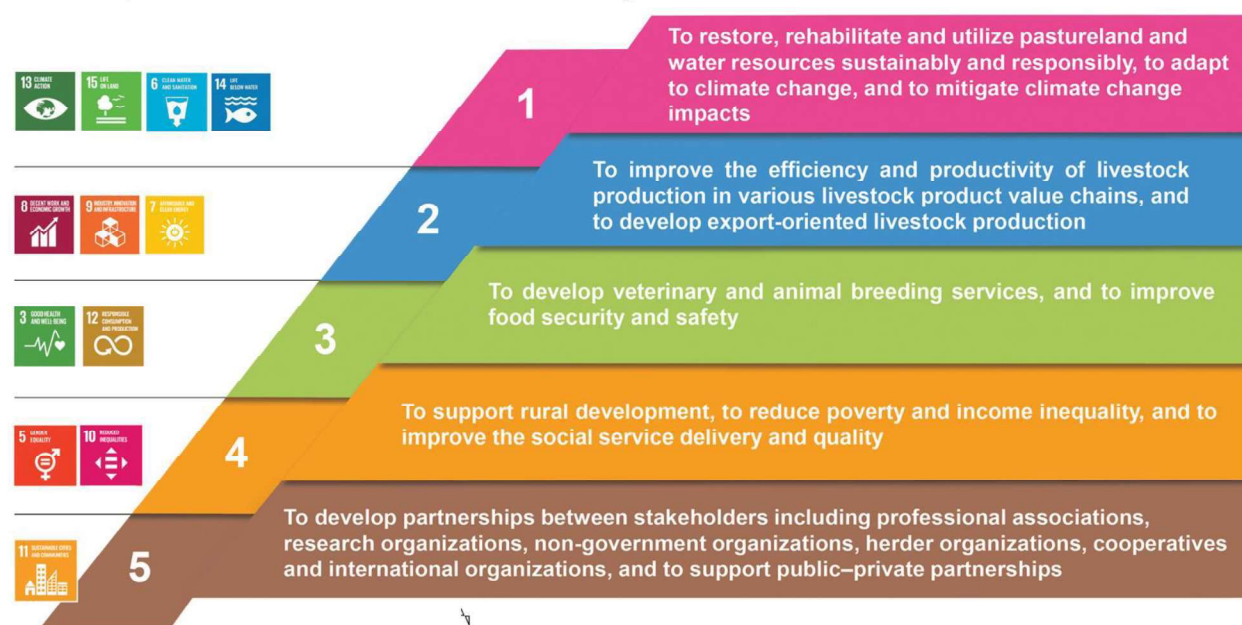 To restore, rehabilitate and utilize pastureland and
water resources sustainably and responsibly, to adapt
to climate change, and to mitigate climate change
impacts
13 CLIMATE
ACTION
15 LIFE
ON LAND
6 CLEAN WATER
AND SANITATION
14 LIFE
BELOW WATER
1
To improve the efficiency and productivity of livestock
production in various livestock product value chains, and
to develop export-oriented livestock production
8 DECENT WORK AND
ECONOMIC GROWTH
9 INDUSTRY, INNOVATION
AND INFRASTRUCTURE
7 AFFORDABLE AND
CLEAN ENERGY
2
To develop veterinary and animal breeding services, and to improve
food security and safety
3 GOOD HEALTH
AND WELL-BEING
12 RESPONSIBLE
CONSUMPTION
AND PRODUCTION
3
To support rural development, to reduce poverty and income inequality, and to
improve the social service delivery and quality
5 GENDER
EQUALITY
10 REDUCED
INEQUALITIES
4
To develop partnerships between stakeholders including professional associations,
research organizations, non-government organizations, herder organizations, cooperatives
and international organizations, and to support public–private partnerships
11 SUSTAINABLE CITIES
AND COMMUNITIES
5